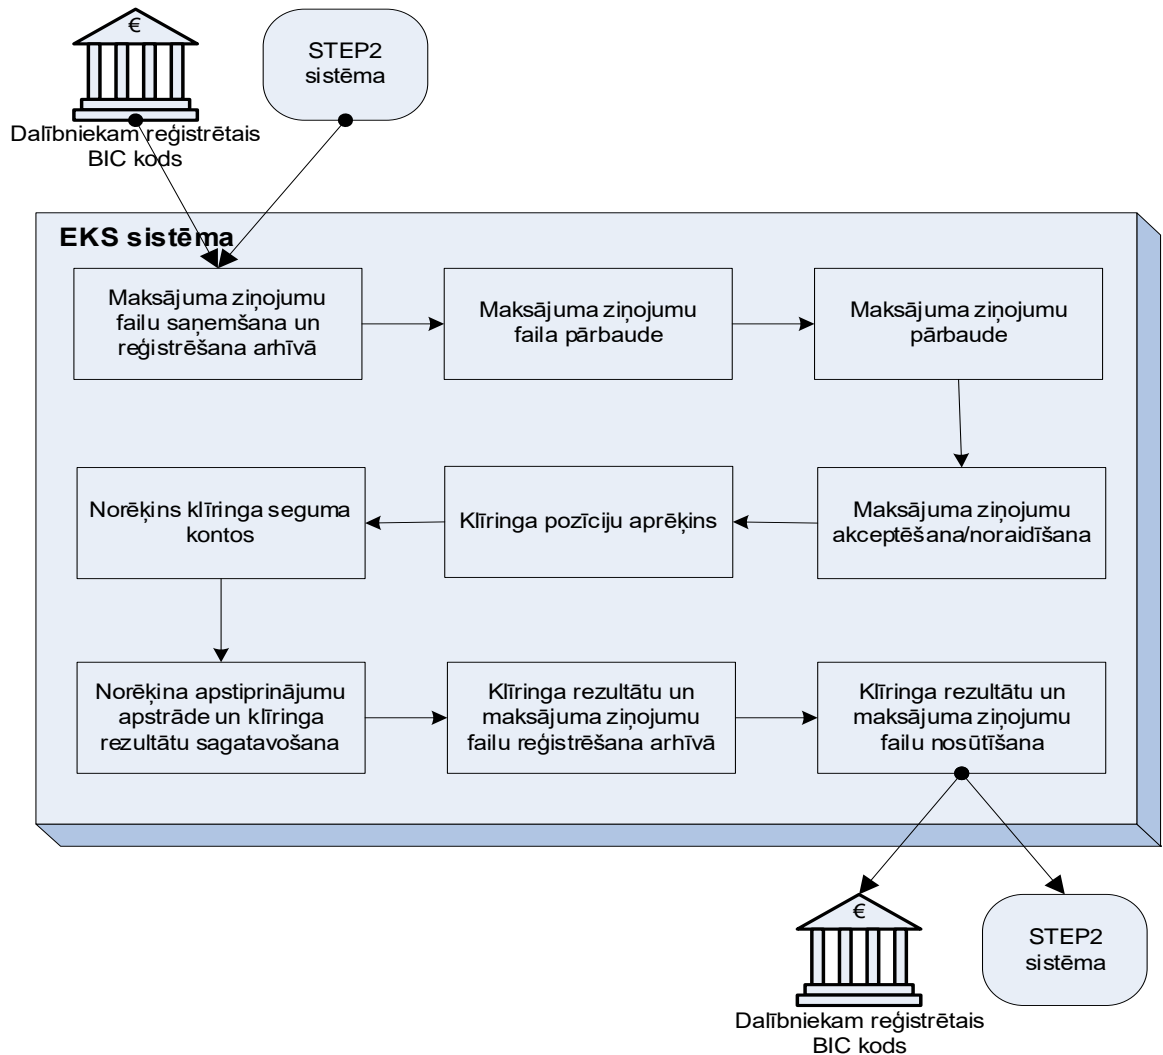 €
STEP2
sistēma
Dalībniekam reģistrētais
BIC kods
EKS sistēma
Maksājuma ziņojumu
failu saņemšana un
reģistrēšana arhīvā
Maksājuma ziņojumu
faila pārbaude
Maksājuma ziņojumu
pārbaude
Norēķins klīringa seguma
kontos
Klīringa pozīciju aprēķins
Maksājuma ziņojumu
akceptēšana/noraidīšana
Norēķina apstiprinājumu
apstrāde un klīringa
rezultātu sagatavošana
Klīringa rezultātu un
maksājuma ziņojumu
failu reģistrēšana arhīvā
Klīringa rezultātu un
maksājuma ziņojumu
failu nosūtīšana
€
STEP2
sistēma
Dalībniekam reģistrētais
BIC kods